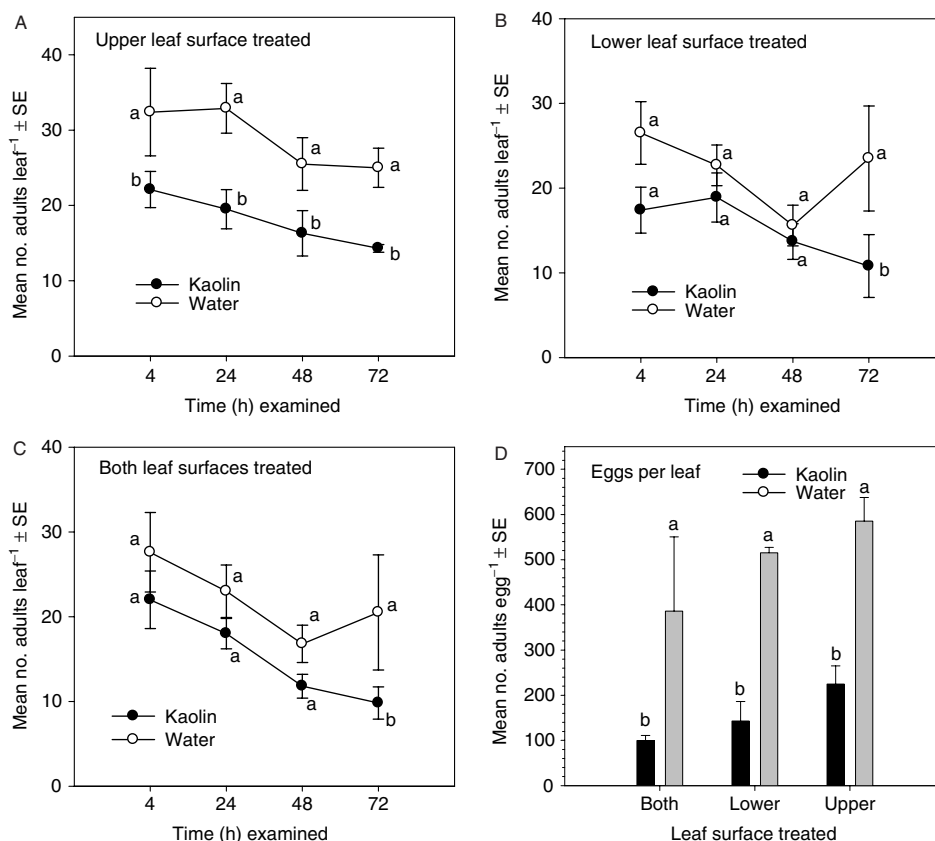 A
Upper leaf surface treated
Mean no. adults leaf⁻¹ ± SE
40
30
20
10
0
a
a
a
a
b
b
b
b
Kaolin
Water
4 24 48 72
Time (h) examined
B
Lower leaf surface treated
Mean no. adults leaf⁻¹ ± SE
40
30
20
10
0
a
a
a
a
a
a
a
b
Kaolin
Water
4 24 48 72
Time (h) examined
C
Both leaf surfaces treated
Mean no. adults leaf⁻¹ ± SE
30
20
10
0
a
a
a
a
a
a
a
b
Kaolin
Water
4 24 48 72
Time (h) examined
D
Eggs per leaf
Kaolin
Water
Mean no. adults egg⁻¹ ± SE
700
600
500
400
300
200
100
0
a
a
a
b
b
b
Both Lower Upper
Leaf surface treated